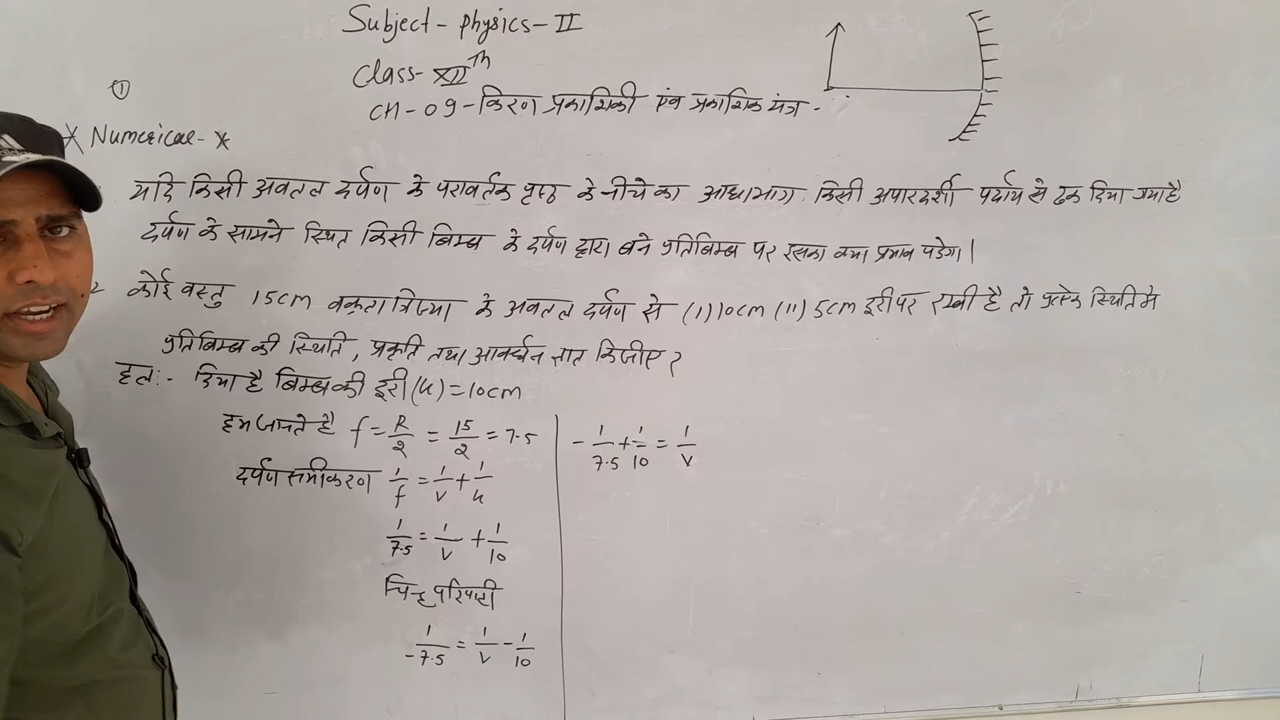 Subject - Physics - II
Class - XII Th
CH - 09 - किरण प्रकाशिकी एंव प्रकाशिक यंत्र -
①
* Numerical - *
यदि किसी अवतल दर्पण के परावर्तक पृष्ठ के नीचे का आधाभाग किसी अपारदर्शी पर्दाय से ढक दिया गया है
दर्पण के सामने स्थित किसी बिम्ब के दर्पण द्वारा बने प्रतिबिम्ब पर इसका क्या प्रभाव पडेगा।
2 कोई वस्तु 15cm वक्रता त्रिज्या के अवतल दर्पण से (i) 10cm (ii) 5cm दूरी पर रखी है तो प्रत्येक स्थिति मे
प्रतिबिम्ब की स्थिति, प्रकृति तथा आवर्धन ज्ञात किजीए ?
हल :- दिया है बिम्ब की दूरी (u) = 10cm
हम जानते है f = R/2 = 15/2 = 7.5
दर्पण समीकरण 1/f = 1/v + 1/u
1/7.5 = 1/v + 1/10
चिन्ह परिपाटी
1/-7.5 = 1/v - 1/10
- 1/7.5 + 1/10 = 1/v